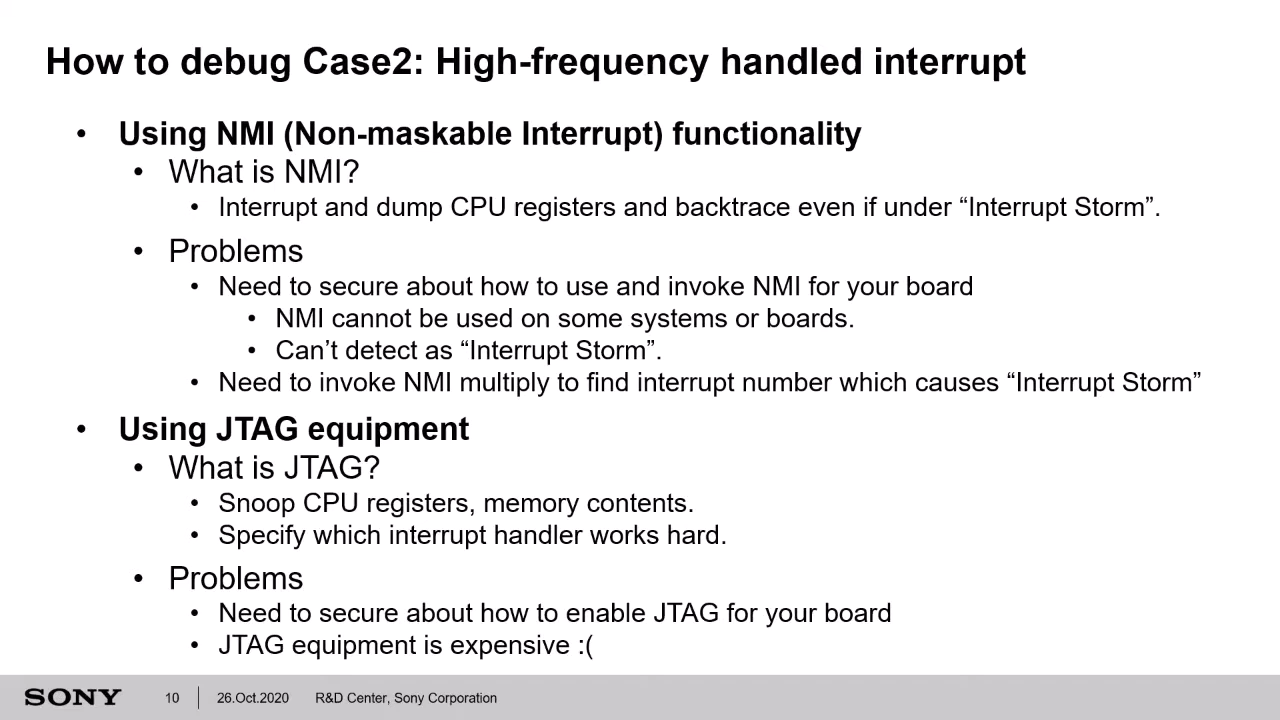 How to debug Case2: High-frequency handled interrupt
• Using NMI (Non-maskable Interrupt) functionality
• What is NMI?
• Interrupt and dump CPU registers and backtrace even if under “Interrupt Storm”.
• Problems
• Need to secure about how to use and invoke NMI for your board
• NMI cannot be used on some systems or boards.
• Can’t detect as “Interrupt Storm”.
• Need to invoke NMI multiply to find interrupt number which causes “Interrupt Storm”
• Using JTAG equipment
• What is JTAG?
• Snoop CPU registers, memory contents.
• Specify which interrupt handler works hard.
• Problems
• Need to secure about how to enable JTAG for your board
• JTAG equipment is expensive :(
SONY 10 26.Oct.2020 R&D Center, Sony Corporation